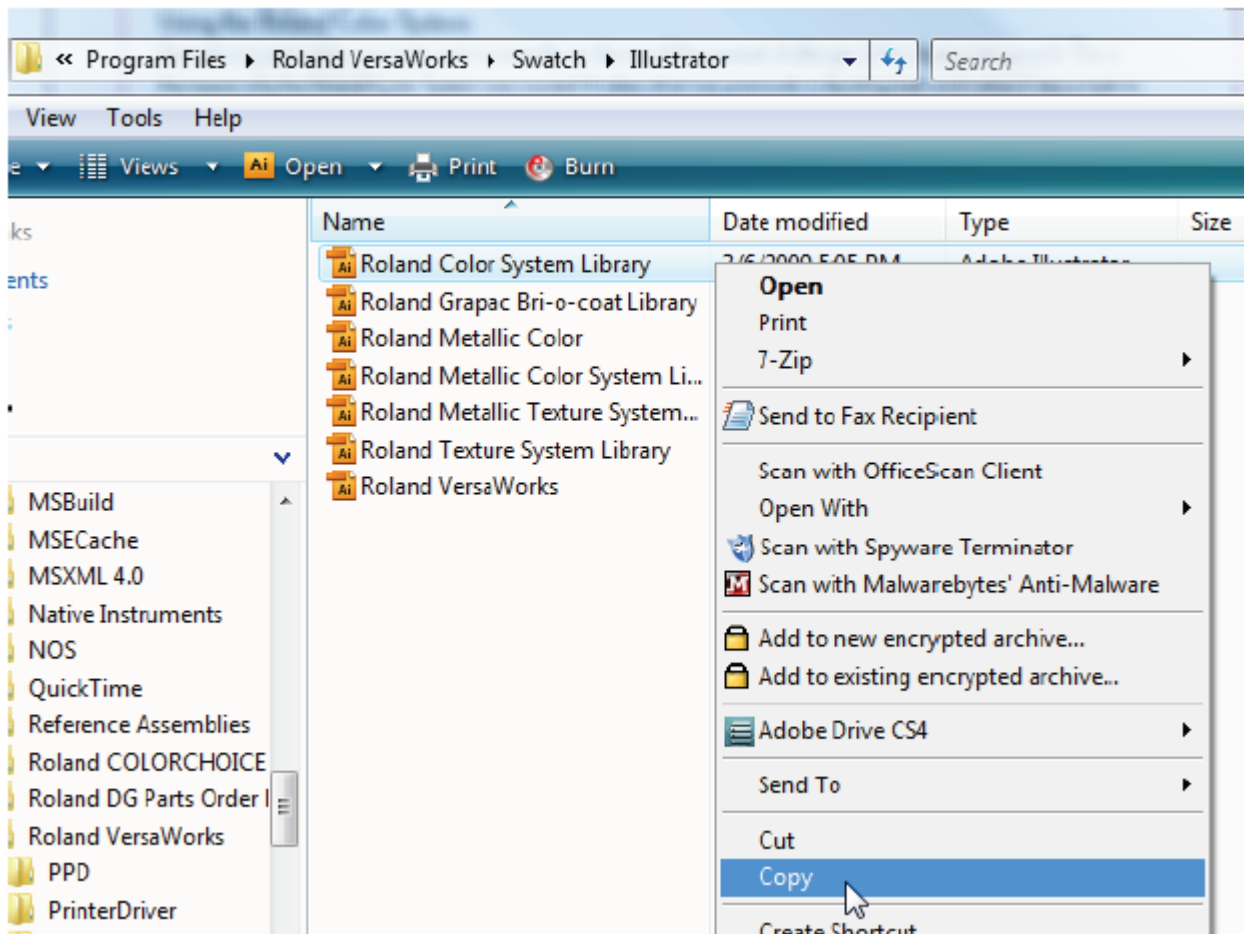 « Program Files ▸ Roland VersaWorks ▸ Swatch ▸ Illustrator
Search
View Tools Help
e Views Ai Open Print Burn
ks
ents
Name Date modified Type Size
Roland Color System Library
Roland Grapac Bri-o-coat Library
Roland Metallic Color
Roland Metallic Color System Li...
Roland Metallic Texture System...
Roland Texture System Library
Roland VersaWorks
MSBuild
MSECache
MSXML 4.0
Native Instruments
NOS
QuickTime
Reference Assemblies
Roland COLORCHOICE
Roland DG Parts Order
Roland VersaWorks
PPD
PrinterDriver
Open
Print
7-Zip
Send to Fax Recipient
Scan with OfficeScan Client
Open With
Scan with Spyware Terminator
Scan with Malwarebytes' Anti-Malware
Add to new encrypted archive...
Add to existing encrypted archive...
Adobe Drive CS4
Send To
Cut
Copy
Create Shortcut